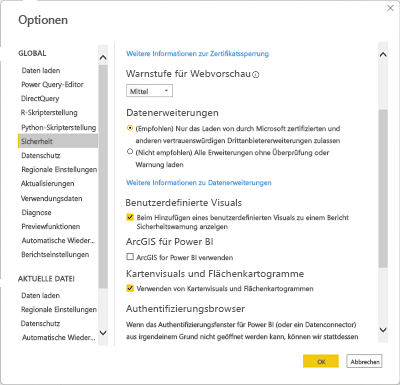 Optionen
GLOBAL
Daten laden
Power Query-Editor
DirectQuery
R-Skripterstellung
Python-Skripterstellung
Sicherheit
Datenschutz
Regionale Einstellungen
Aktualisierungen
Verwendungsdaten
Diagnose
Previewfunktionen
Automatische Wieder...
Berichtseinstellungen
AKTUELLE DATEI
Daten laden
Regionale Einstellungen
Datenschutz
Automatische Wieder...
Weitere Informationen zur Zertifikatssperrung
Warnstufe für Webvorschau
Mittel
Datenerweiterungen
(Empfohlen) Nur das Laden von durch Microsoft zertifizierten und
anderen vertrauenswürdigen Drittanbietererweiterungen zulassen
(Nicht empfohlen) Alle Erweiterungen ohne Überprüfung oder
Warnung laden
Weitere Informationen zu Datenerweiterungen
Benutzerdefinierte Visuals
Beim Hinzufügen eines benutzerdefinierten Visuals zu einem Bericht
Sicherheitswarnung anzeigen
ArcGIS für Power BI
ArcGIS for Power BI verwenden
Kartenvisuals und Flächenkartogramme
Verwenden von Kartenvisuals und Flächenkartogrammen
Authentifizierungsbrowser
Wenn das Authentifizierungsfenster für Power BI (oder ein Datenconnector)
aus irgendeinem Grund nicht geöffnet werden kann, können wir stattdessen
OK
Abbrechen